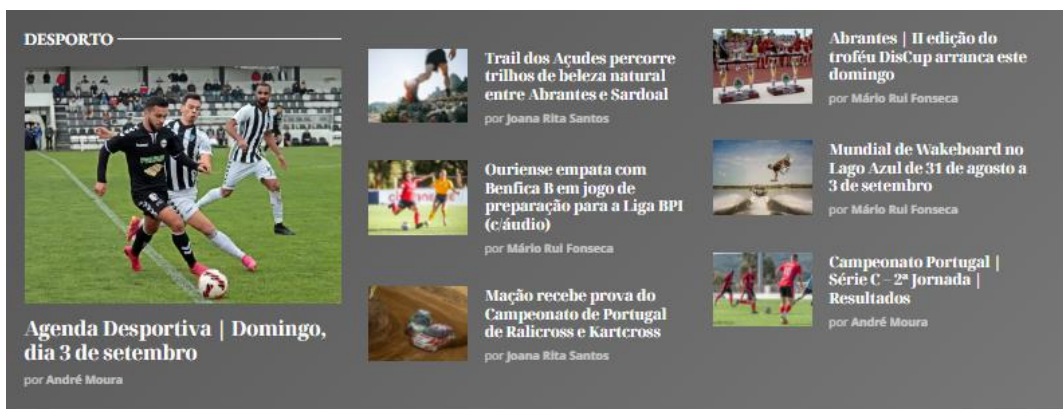 DESPORTO
Agenda Desportiva | Domingo,
dia 3 de setembro
por André Moura
Trail dos Açudes percorre
trilhos de beleza natural
entre Abrantes e Sardoal
por Joana Rita Santos
Ouriense empata com
Benfica B em jogo de
preparação para a Liga BPI
(c/áudio)
por Mário Rui Fonseca
Mação recebe prova do
Campeonato de Portugal
de Ralicross e Kartcross
por Joana Rita Santos
Abrantes | II edição do
troféu DisCup arranca este
domingo
por Mário Rui Fonseca
Mundial de Wakeboard no
Lago Azul de 31 de agosto a
3 de setembro
por Mário Rui Fonseca
Campeonato Portugal |
Série C – 2ª Jornada |
Resultados
por André Moura